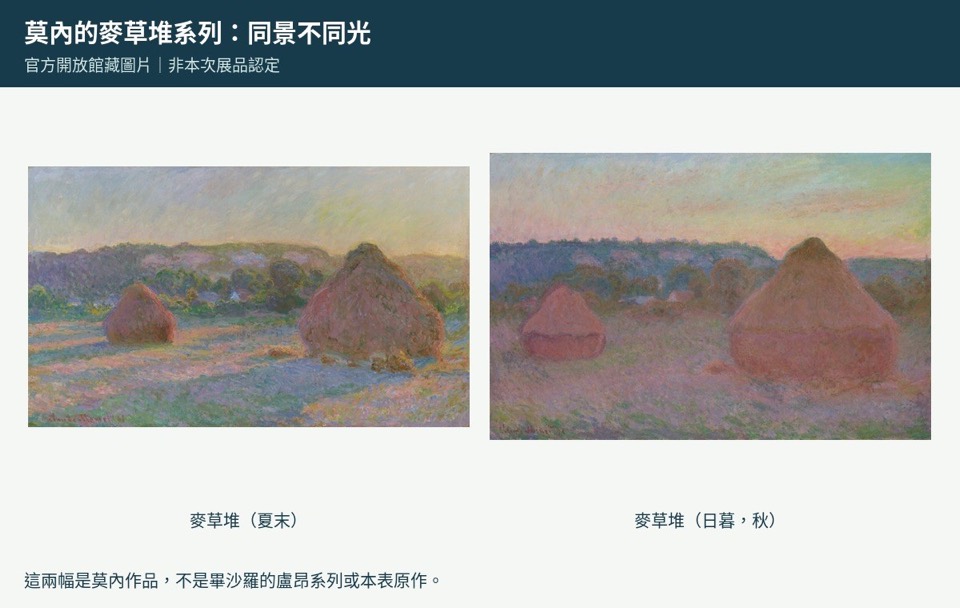 莫內的麥草堆系列：同景不同光
官方開放館藏圖片｜非本次展品認定
麥草堆（夏末）
麥草堆（日暮，秋）
這兩幅是莫內作品，不是畢沙羅的盧昂系列或本表原作。